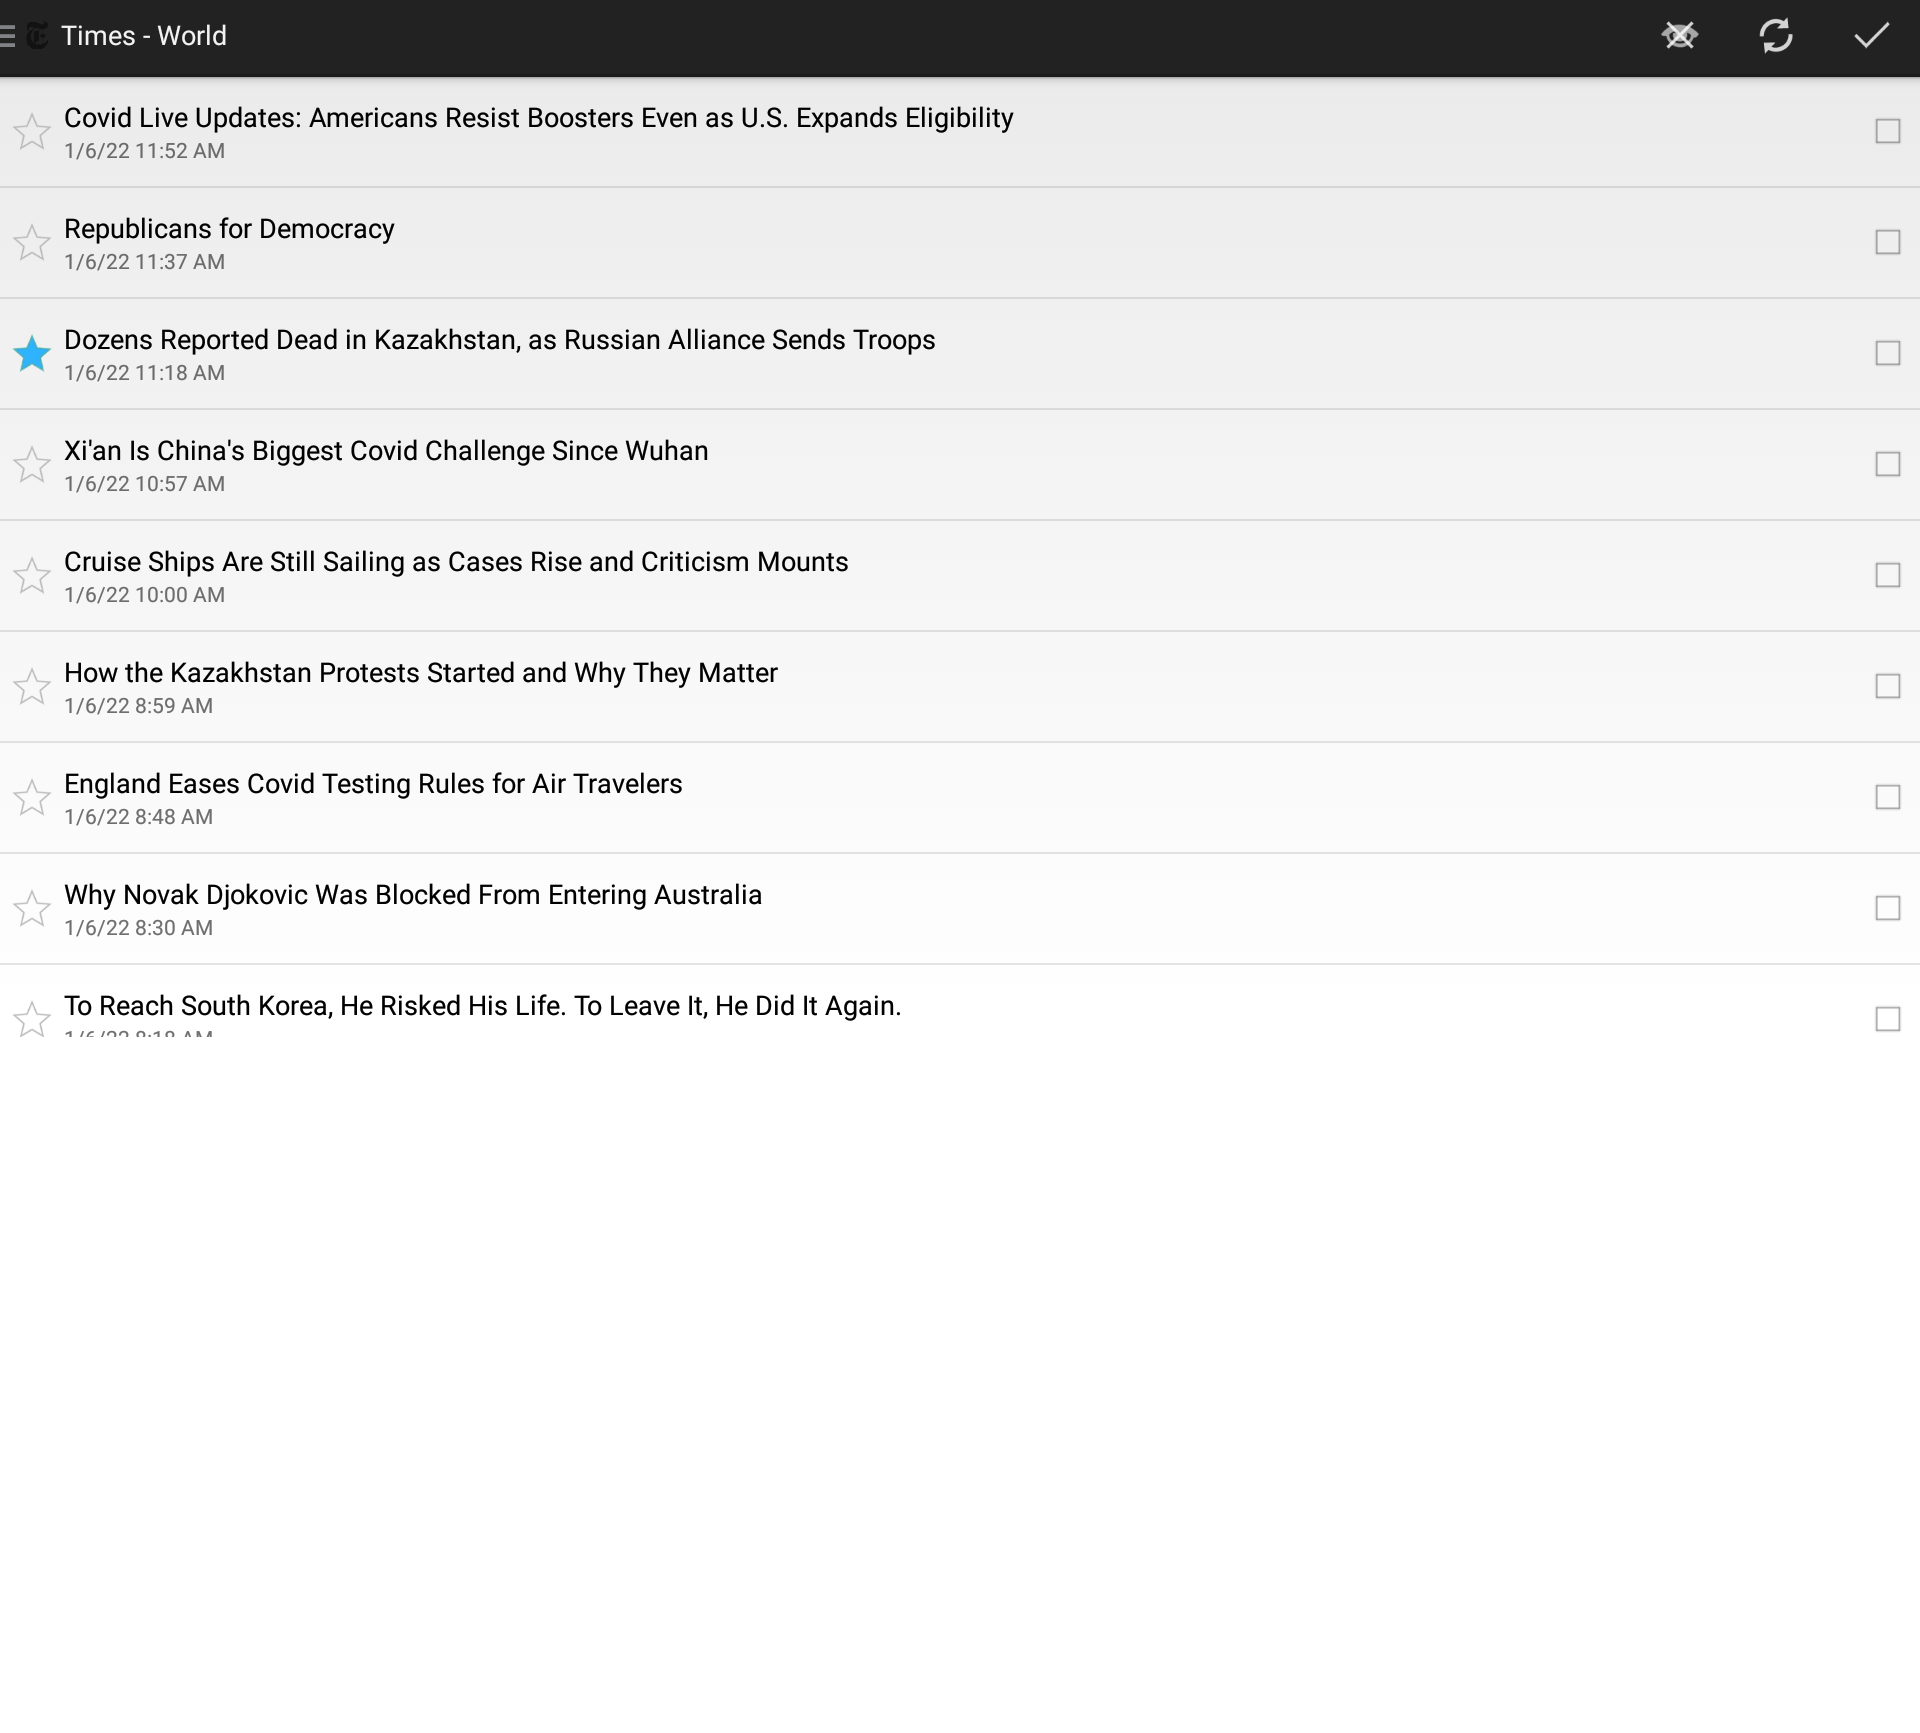 Times - World
Covid Live Updates: Americans Resist Boosters Even as U.S. Expands Eligibility
1/6/22 11:52 AM
Republicans for Democracy
1/6/22 11:37 AM
Dozens Reported Dead in Kazakhstan, as Russian Alliance Sends Troops
1/6/22 11:18 AM
Xi'an Is China's Biggest Covid Challenge Since Wuhan
1/6/22 10:57 AM
Cruise Ships Are Still Sailing as Cases Rise and Criticism Mounts
1/6/22 10:00 AM
How the Kazakhstan Protests Started and Why They Matter
1/6/22 8:59 AM
England Eases Covid Testing Rules for Air Travelers
1/6/22 8:48 AM
Why Novak Djokovic Was Blocked From Entering Australia
1/6/22 8:30 AM
To Reach South Korea, He Risked His Life. To Leave It, He Did It Again.